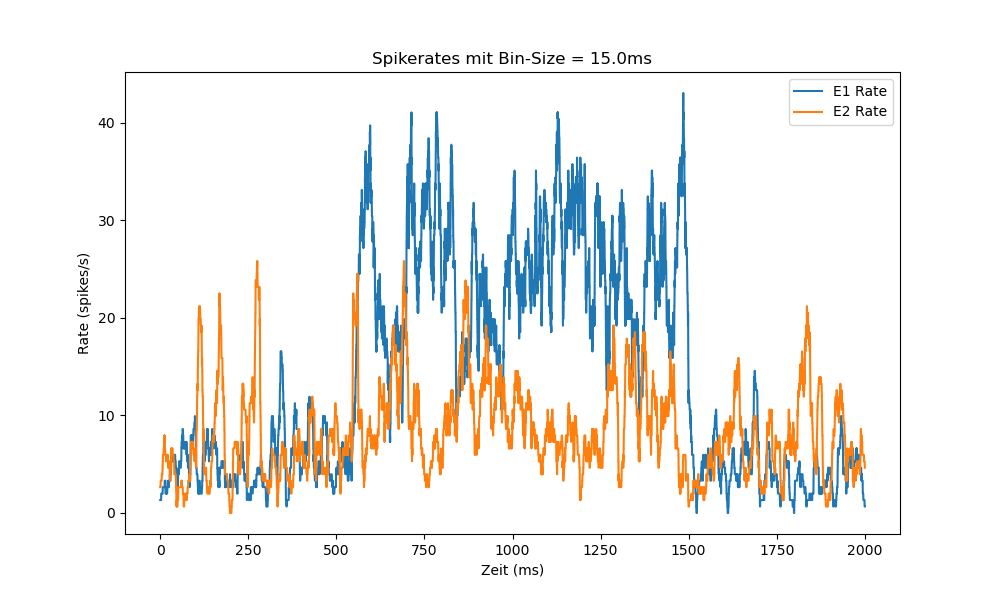 Spikerates mit Bin-Size = 15.0ms
E1 Rate
E2 Rate
40
30
20
10
0
Rate (spikes/s)
0 250 500 750 1000 1250 1500 1750 2000
Zeit (ms)